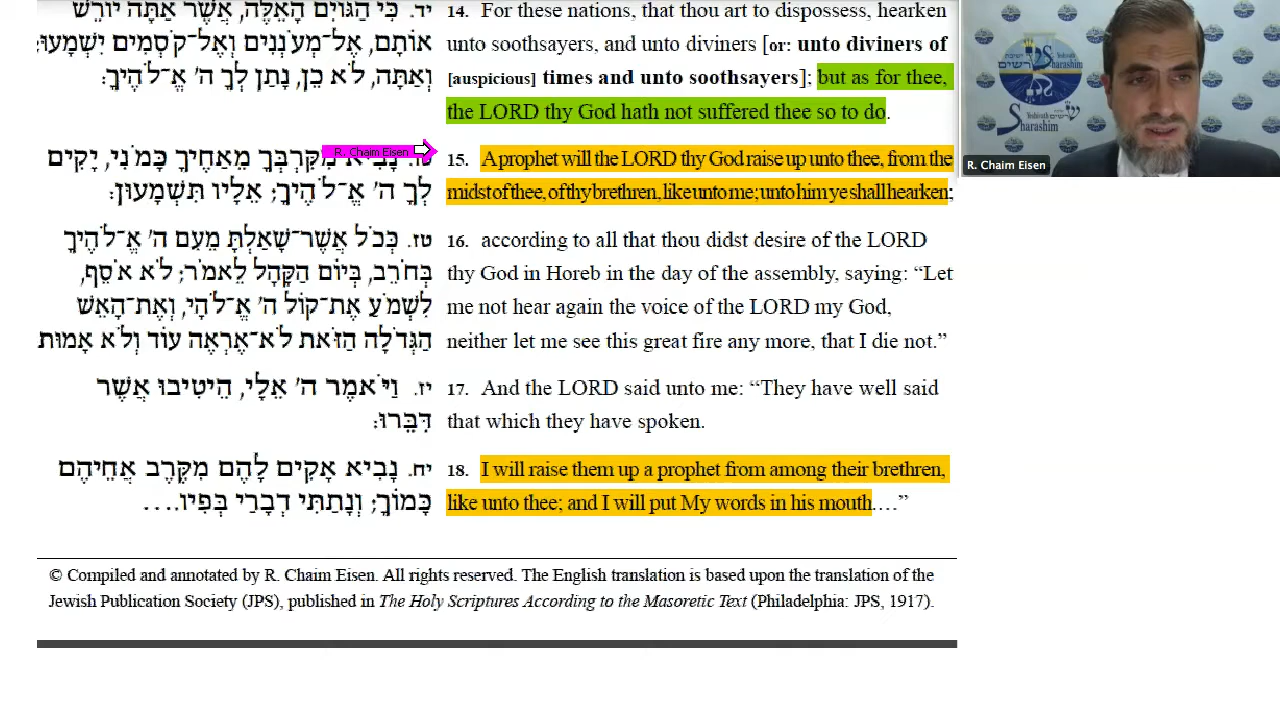 יד. כִּי הַגּוֹיִם הָאֵלֶּה, אֲשֶׁר אַתָּה יוֹרֵשׁ
אוֹתָם, אֶל־מְעֹנְנִים וְאֶל־קֹסְמִים יִשְׁמָעוּ;
וְאַתָּה, לֹא כֵן, נָתַן לְךָ ה' אֱ־לֹהֶיךָ:
14. For these nations, that thou art to dispossess, hearken
unto soothsayers, and unto diviners [or: unto diviners of
[auspicious] times and unto soothsayers]; but as for thee,
the LORD thy God hath not suffered thee so to do.
מִקִּרְבְּךָ מֵאַחֶיךָ כָּמֹנִי, יָקִים
לְךָ ה' אֱ־לֹהֶיךָ; אֵלָיו תִּשְׁמָעוּן:
R. Chaim Eisen
15. A prophet will the LORD thy God raise up unto thee, from the
midst of thee, of thy brethren, like unto me; unto him ye shall hearken;
טז. כְּכֹל אֲשֶׁר־שָׁאַלְתָּ מֵעִם ה' אֱ־לֹהֶיךָ
בְּחֹרֵב, בְּיוֹם הַקָּהָל לֵאמֹר; לֹא אֹסֵף,
לִשְׁמֹעַ אֶת־קוֹל ה' אֱ־לֹהָי, וְאֶת־הָאֵשׁ
הַגְּדֹלָה הַזֹּאת לֹא־אֶרְאֶה עוֹד וְלֹא אָמוּת
16. according to all that thou didst desire of the LORD
thy God in Horeb in the day of the assembly, saying: “Let
me not hear again the voice of the LORD my God,
neither let me see this great fire any more, that I die not.”
יז. וַיֹּאמֶר ה' אֵלָי, הֵיטִיבוּ אֲשֶׁר
דִּבֵּרוּ:
17. And the LORD said unto me: “They have well said
that which they have spoken.
יח. נָבִיא אָקִים לָהֶם מִקֶּרֶב אֲחֵיהֶם
כָּמוֹךָ; וְנָתַתִּי דְבָרַי בְּפִיו....
18. I will raise them up a prophet from among their brethren,
like unto thee; and I will put My words in his mouth....”
© Compiled and annotated by R. Chaim Eisen. All rights reserved. The English translation is based upon the translation of the
Jewish Publication Society (JPS), published in The Holy Scriptures According to the Masoretic Text (Philadelphia: JPS, 1917).
Yeshivath
Sharashim
R. Chaim Eisen